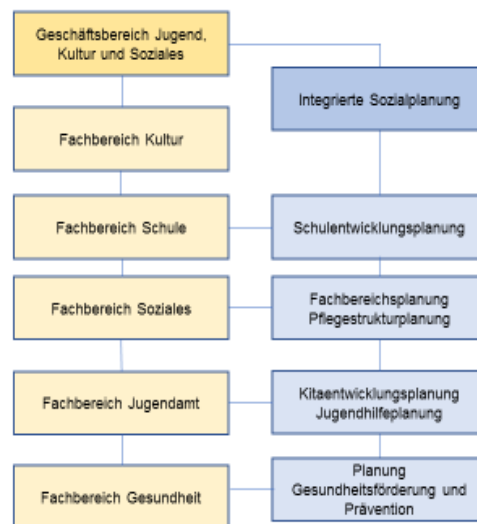 Geschäftsbereich Jugend,
Kultur und Soziales
Integrierte Sozialplanung
Fachbereich Kultur
Fachbereich Schule
Schulentwicklungsplanung
Fachbereich Soziales
Fachbereichsplanung
Pflegestrukturplanung
Fachbereich Jugendamt
Kitaentwicklungsplanung
Jugendhilfeplanung
Fachbereich Gesundheit
Planung
Gesundheitsförderung und
Prävention